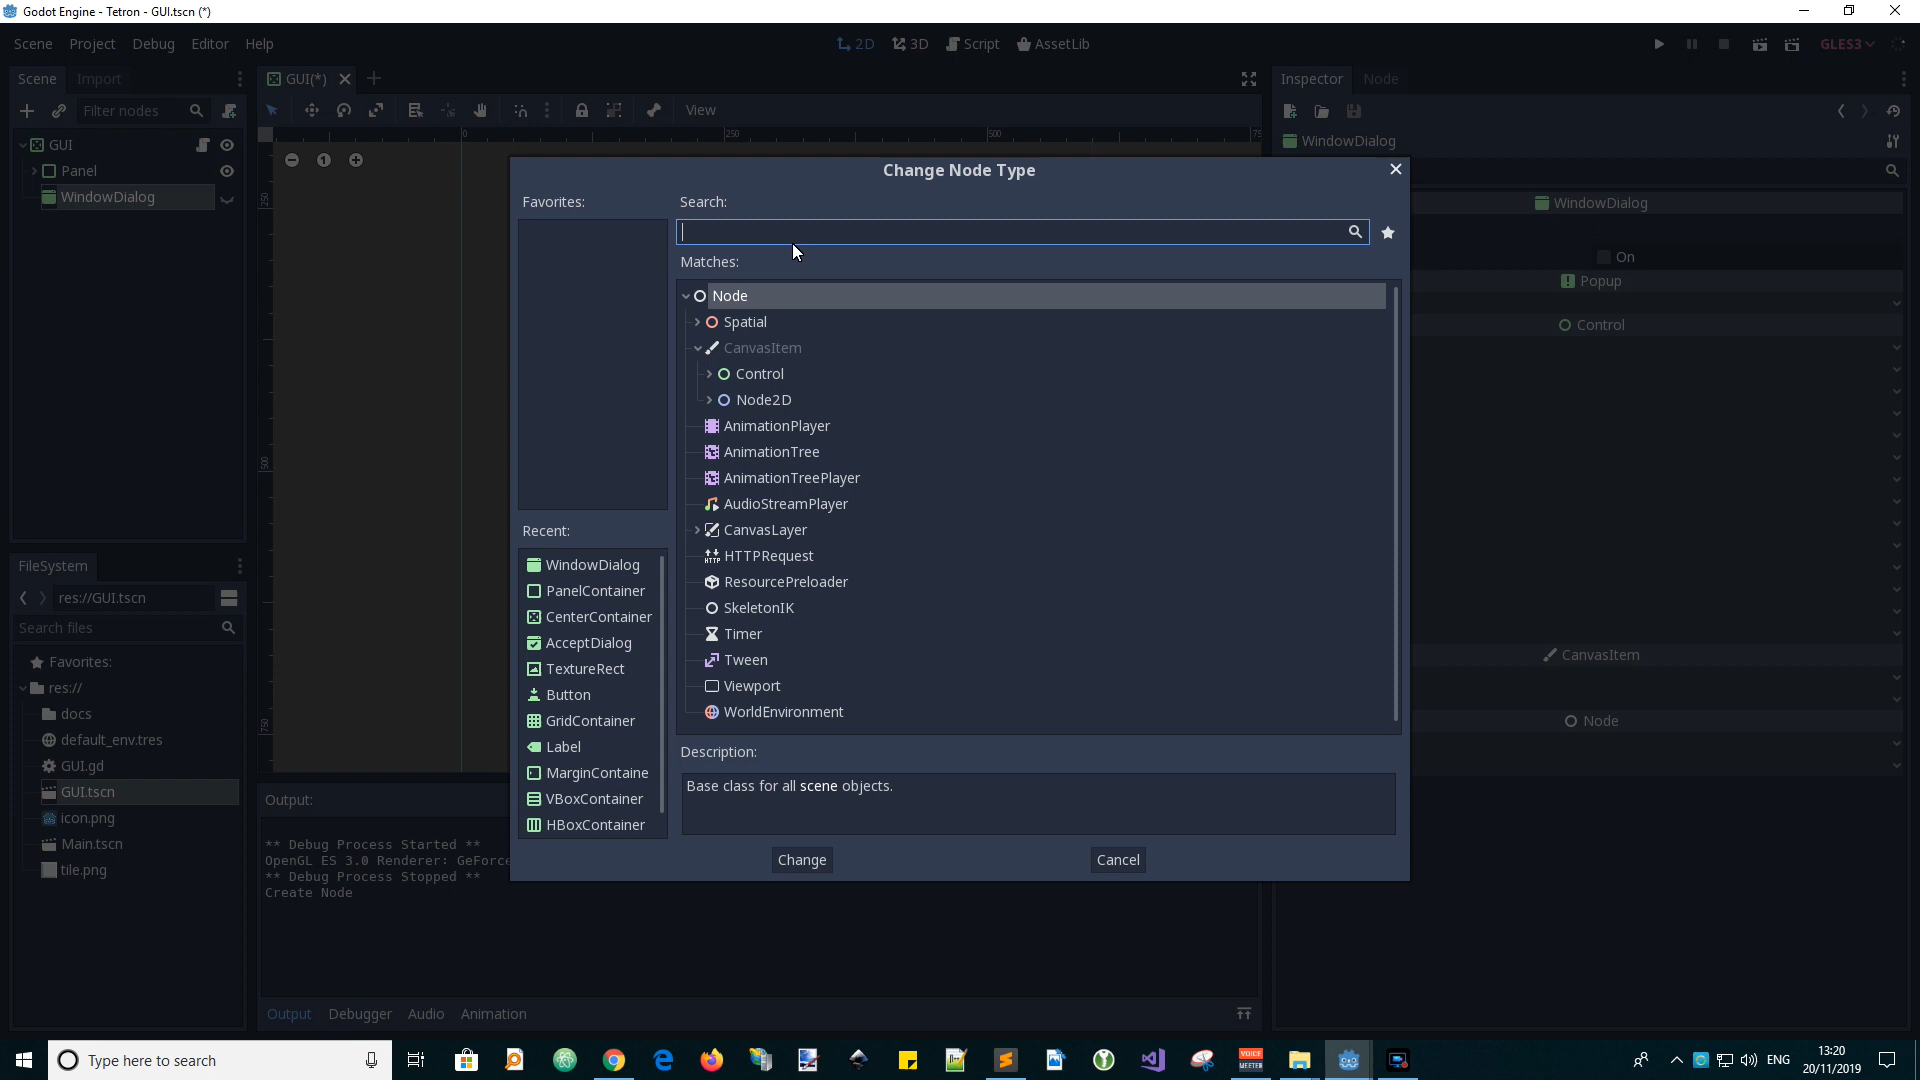 Godot Engine - Tetron - GUI.tscn (*)
Scene Project Debug Editor Help
2D 3D Script AssetLib
GLES3
Scene Import
GUI(*)
Inspector Node
Filter nodes
View
GUI
Panel
WindowDialog
0 250 500
250
500
750
WindowDialog
WindowDialog
On
Popup
Control
CanvasItem
Node
Change Node Type
Favorites:
Search:
Matches:
Node
Spatial
CanvasItem
Control
Node2D
AnimationPlayer
AnimationTree
AnimationTreePlayer
AudioStreamPlayer
CanvasLayer
HTTPRequest
ResourcePreloader
SkeletonIK
Timer
Tween
Viewport
WorldEnvironment
Recent:
WindowDialog
PanelContainer
CenterContainer
AcceptDialog
TextureRect
Button
GridContainer
Label
MarginContaine
VBoxContainer
HBoxContainer
Description:
Base class for all scene objects.
Change
Cancel
FileSystem
res://GUI.tscn
Search files
Favorites:
res://
docs
default_env.tres
GUI.gd
GUI.tscn
icon.png
Main.tscn
tile.png
Output:
** Debug Process Started **
OpenGL ES 3.0 Renderer: GeForce
** Debug Process Stopped **
Create Node
Output Debugger Audio Animation
Type here to search
VOICE MEETER
ENG
13:20
20/11/2019